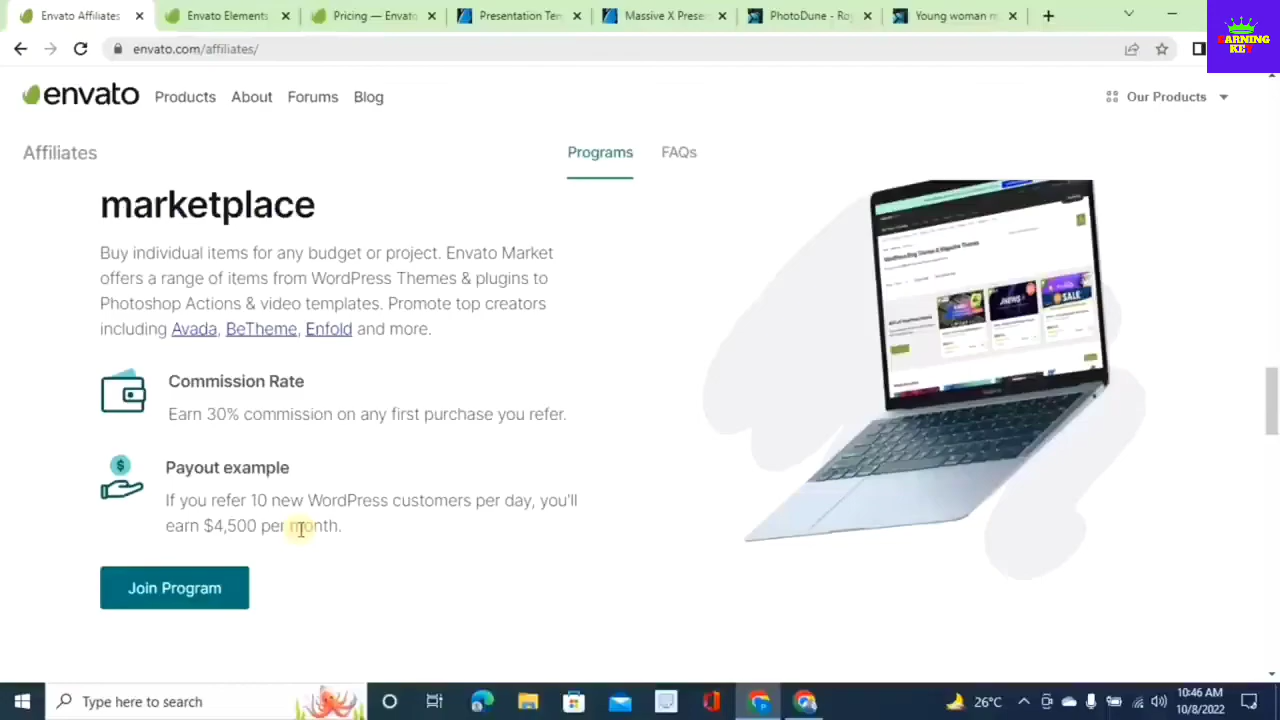 Envato Affiliates
Envato Elements
Pricing — Envato
Presentation Ten
Massive X Presen
PhotoDune - Roy
Young woman m
envato.com/affiliates/
EARNING
KEY
envato Products About Forums Blog
Our Products
Affiliates
Programs FAQs
marketplace
Buy individual items for any budget or project. Envato Market
offers a range of items from WordPress Themes & plugins to
Photoshop Actions & video templates. Promote top creators
including Avada, BeTheme, Enfold and more.
Commission Rate
Earn 30% commission on any first purchase you refer.
Payout example
If you refer 10 new WordPress customers per day, you'll
earn $4,500 per month.
Join Program
SALE
Type here to search
26°C
10:46 AM
10/8/2022